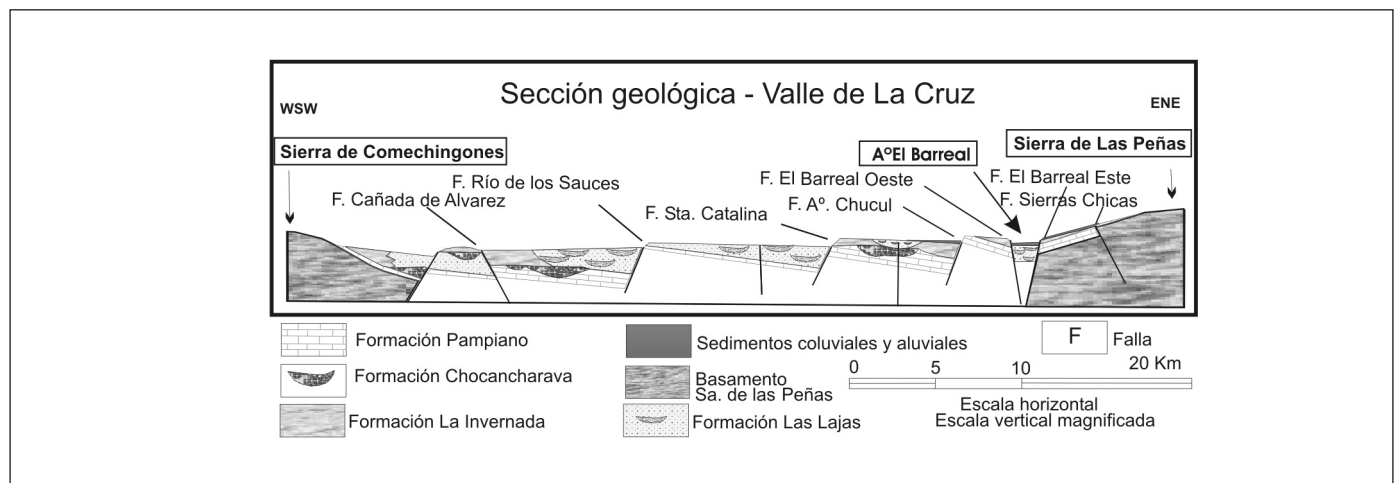 Sección geológica - Valle de La Cruz
WSW
ENE
Sierra de Comechingones
AºEl Barreal
Sierra de Las Peñas
F. Río de los Sauces
F. Cañada de Alvarez
F. El Barreal Oeste
F. El Barreal Este
F. Sta. Catalina
F. Aº. Chucul
F. Sierras Chicas
Formación Pampiano
Sedimentos coluviales y aluviales
F
Falla
Formación Chocancharava
Basamento
Sa. de las Peñas
0
5
10
20 Km
Formación La Invernada
Formación Las Lajas
Escala horizontal
Escala vertical magnificada